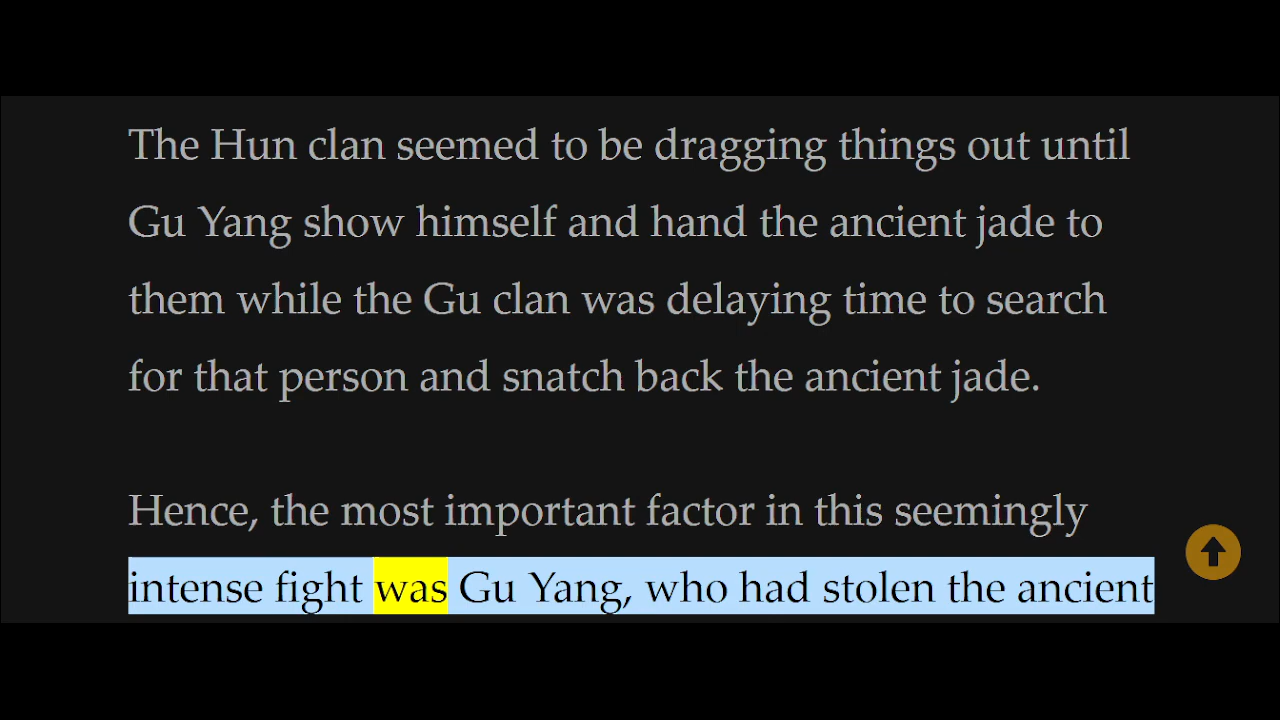 The Hun clan seemed to be dragging things out until
Gu Yang show himself and hand the ancient jade to
them while the Gu clan was delaying time to search
for that person and snatch back the ancient jade.
Hence, the most important factor in this seemingly
intense fight was Gu Yang, who had stolen the ancient